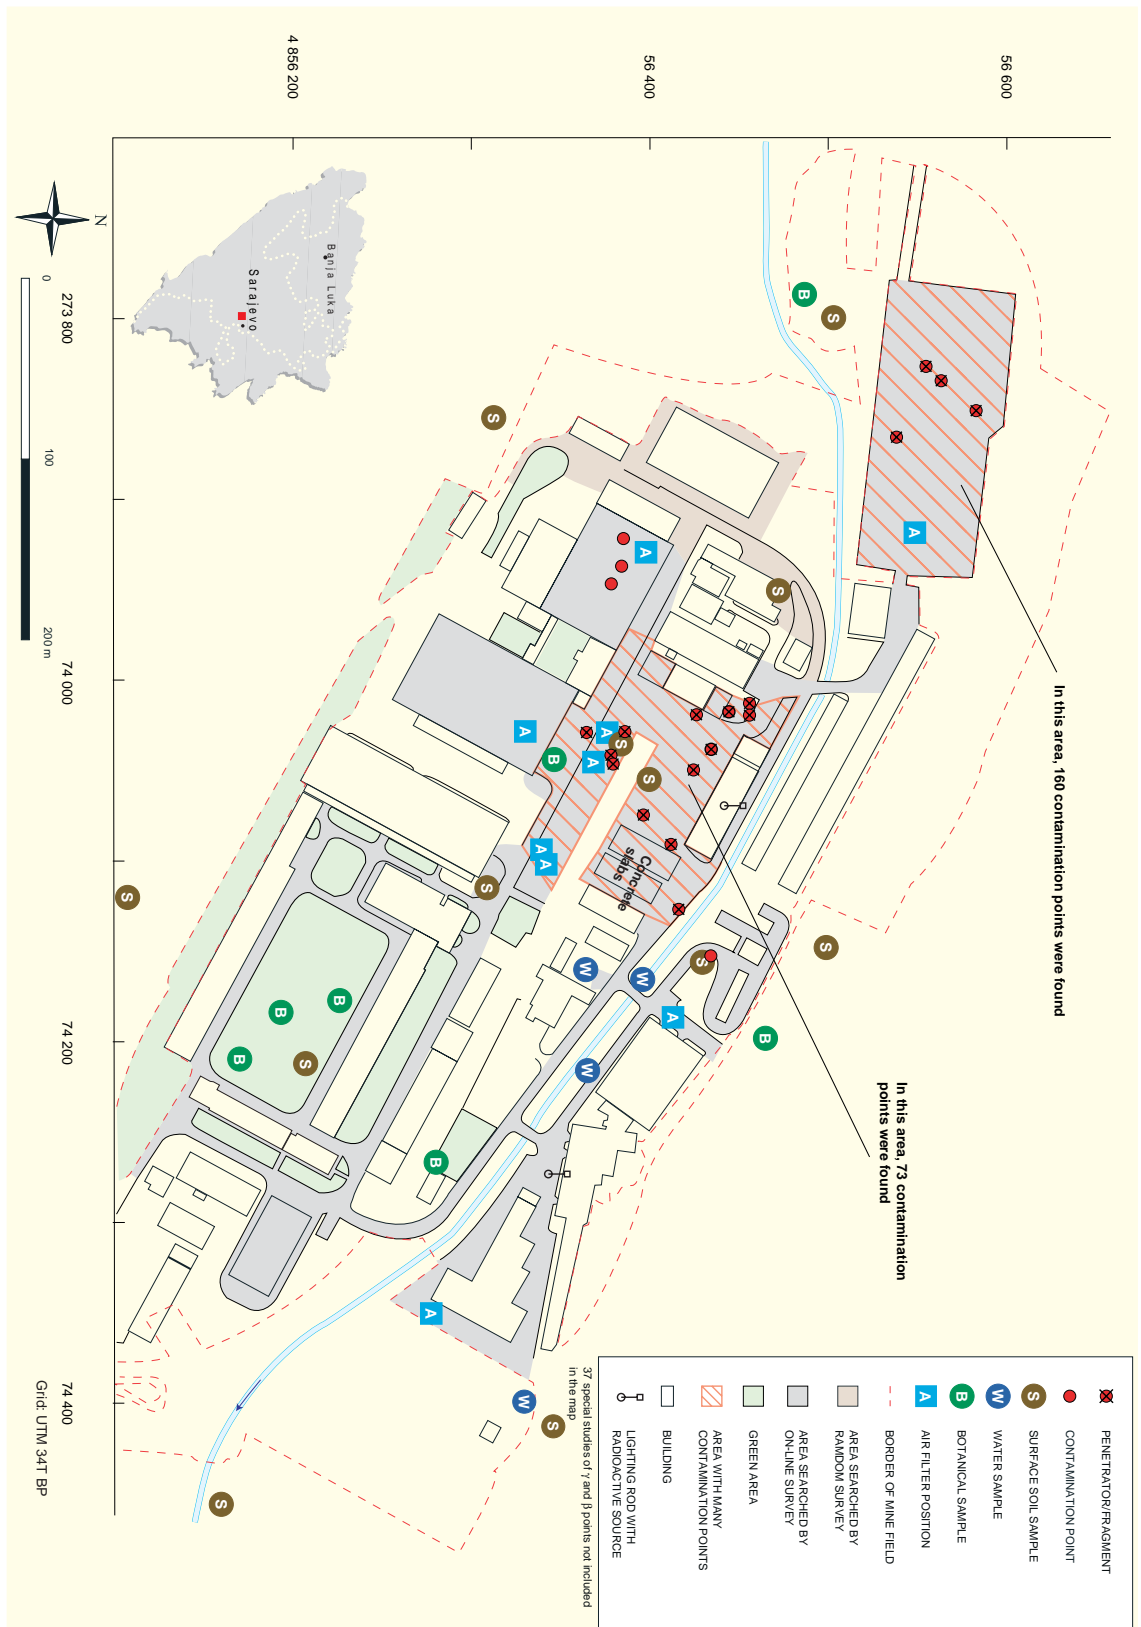 4 856 200
56 400
56 600
N
0
100
200 m
273 800
74 000
74 200
74 400
Grid: UTM 34T BP
Banja Luka
Sarajevo
B
S
S
A
A
S
A
A
S
B
A
S
A
A
S
S
Concrete
slabs
S
S
W
W
A
B
B
B
B
S
W
B
A
W
S
S
In this area, 160 contamination points were found
In this area, 73 contamination
points were found
PENETRATOR/FRAGMENT
CONTAMINATION POINT
S SURFACE SOIL SAMPLE
W WATER SAMPLE
B BOTANICAL SAMPLE
A AIR FILTER POSITION
BORDER OF MINE FIELD
AREA SEARCHED BY
RAMDOM SURVEY
AREA SEARCHED BY
ON-LINE SURVEY
GREEN AREA
AREA WITH MANY
CONTAMINATION POINTS
BUILDING
LIGHTING ROD WITH
RADIOACTIVE SOURCE
37 special studies of γ and β points not included
in the map